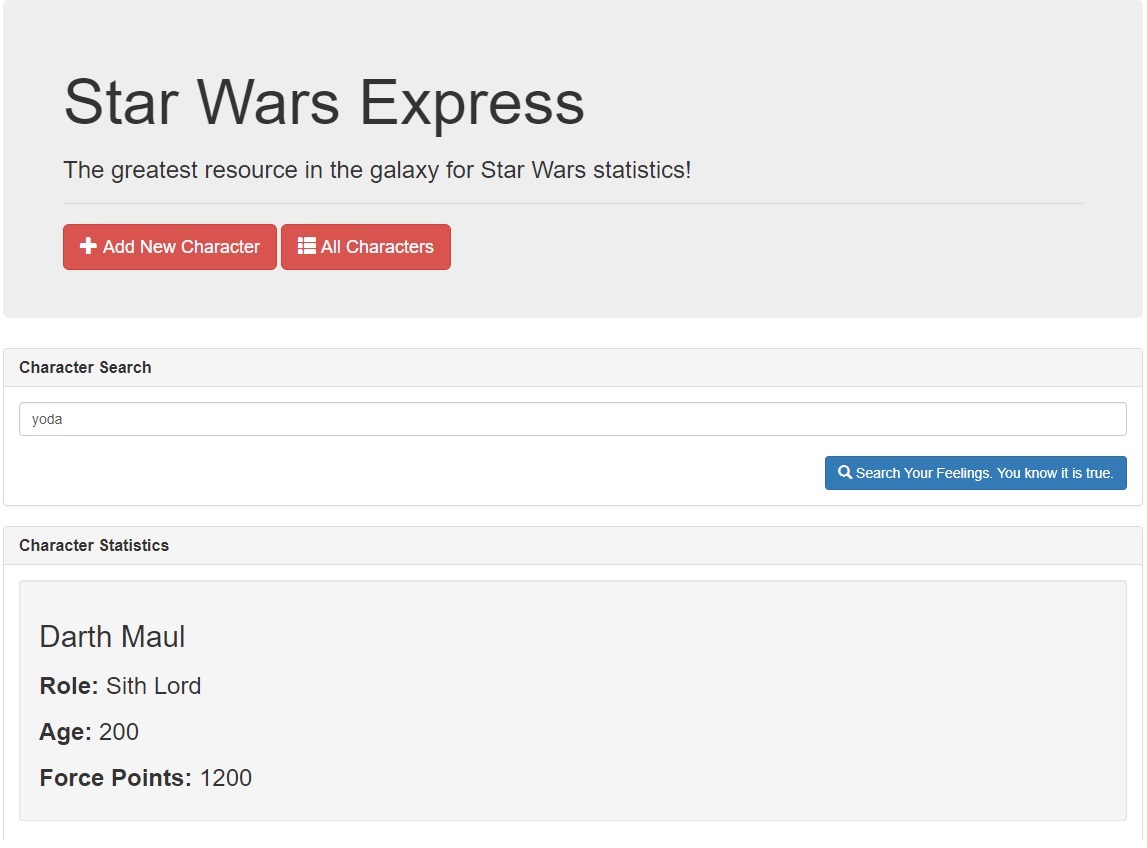 Star Wars Express
The greatest resource in the galaxy for Star Wars statistics!
Add New Character All Characters
Character Search
yoda
Search Your Feelings. You know it is true.
Character Statistics
Darth Maul
Role: Sith Lord
Age: 200
Force Points: 1200